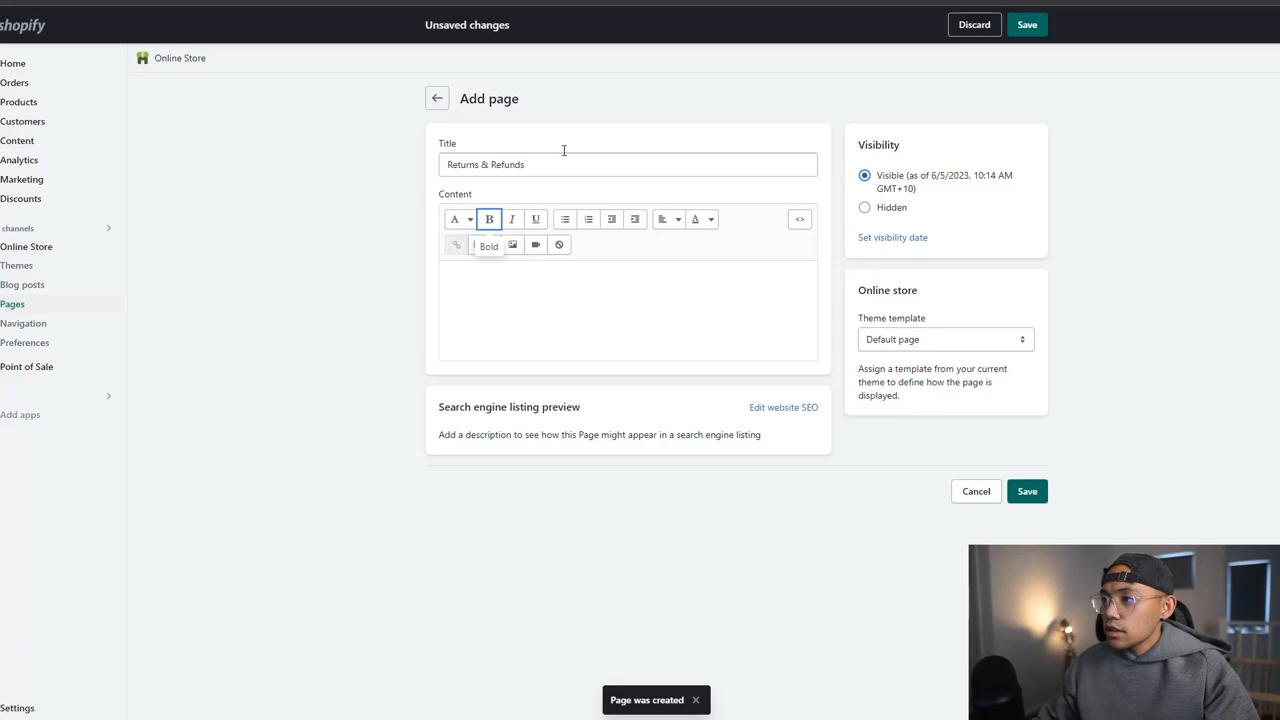 shopify
Unsaved changes
Discard
Save
Home
Orders
Products
Customers
Content
Analytics
Marketing
Discounts
channels
Online Store
Themes
Blog posts
Pages
Navigation
Preferences
Point of Sale
Add apps
Settings
Online Store
Add page
Title
Returns & Refunds
Content
A
B
I
U
A
<>
Bold
Search engine listing preview
Edit website SEO
Add a description to see how this Page might appear in a search engine listing
Visibility
Visible (as of 6/5/2023, 10:14 AM
GMT+10)
Hidden
Set visibility date
Online store
Theme template
Default page
Assign a template from your current
theme to define how the page is
displayed.
Cancel
Save
Page was created